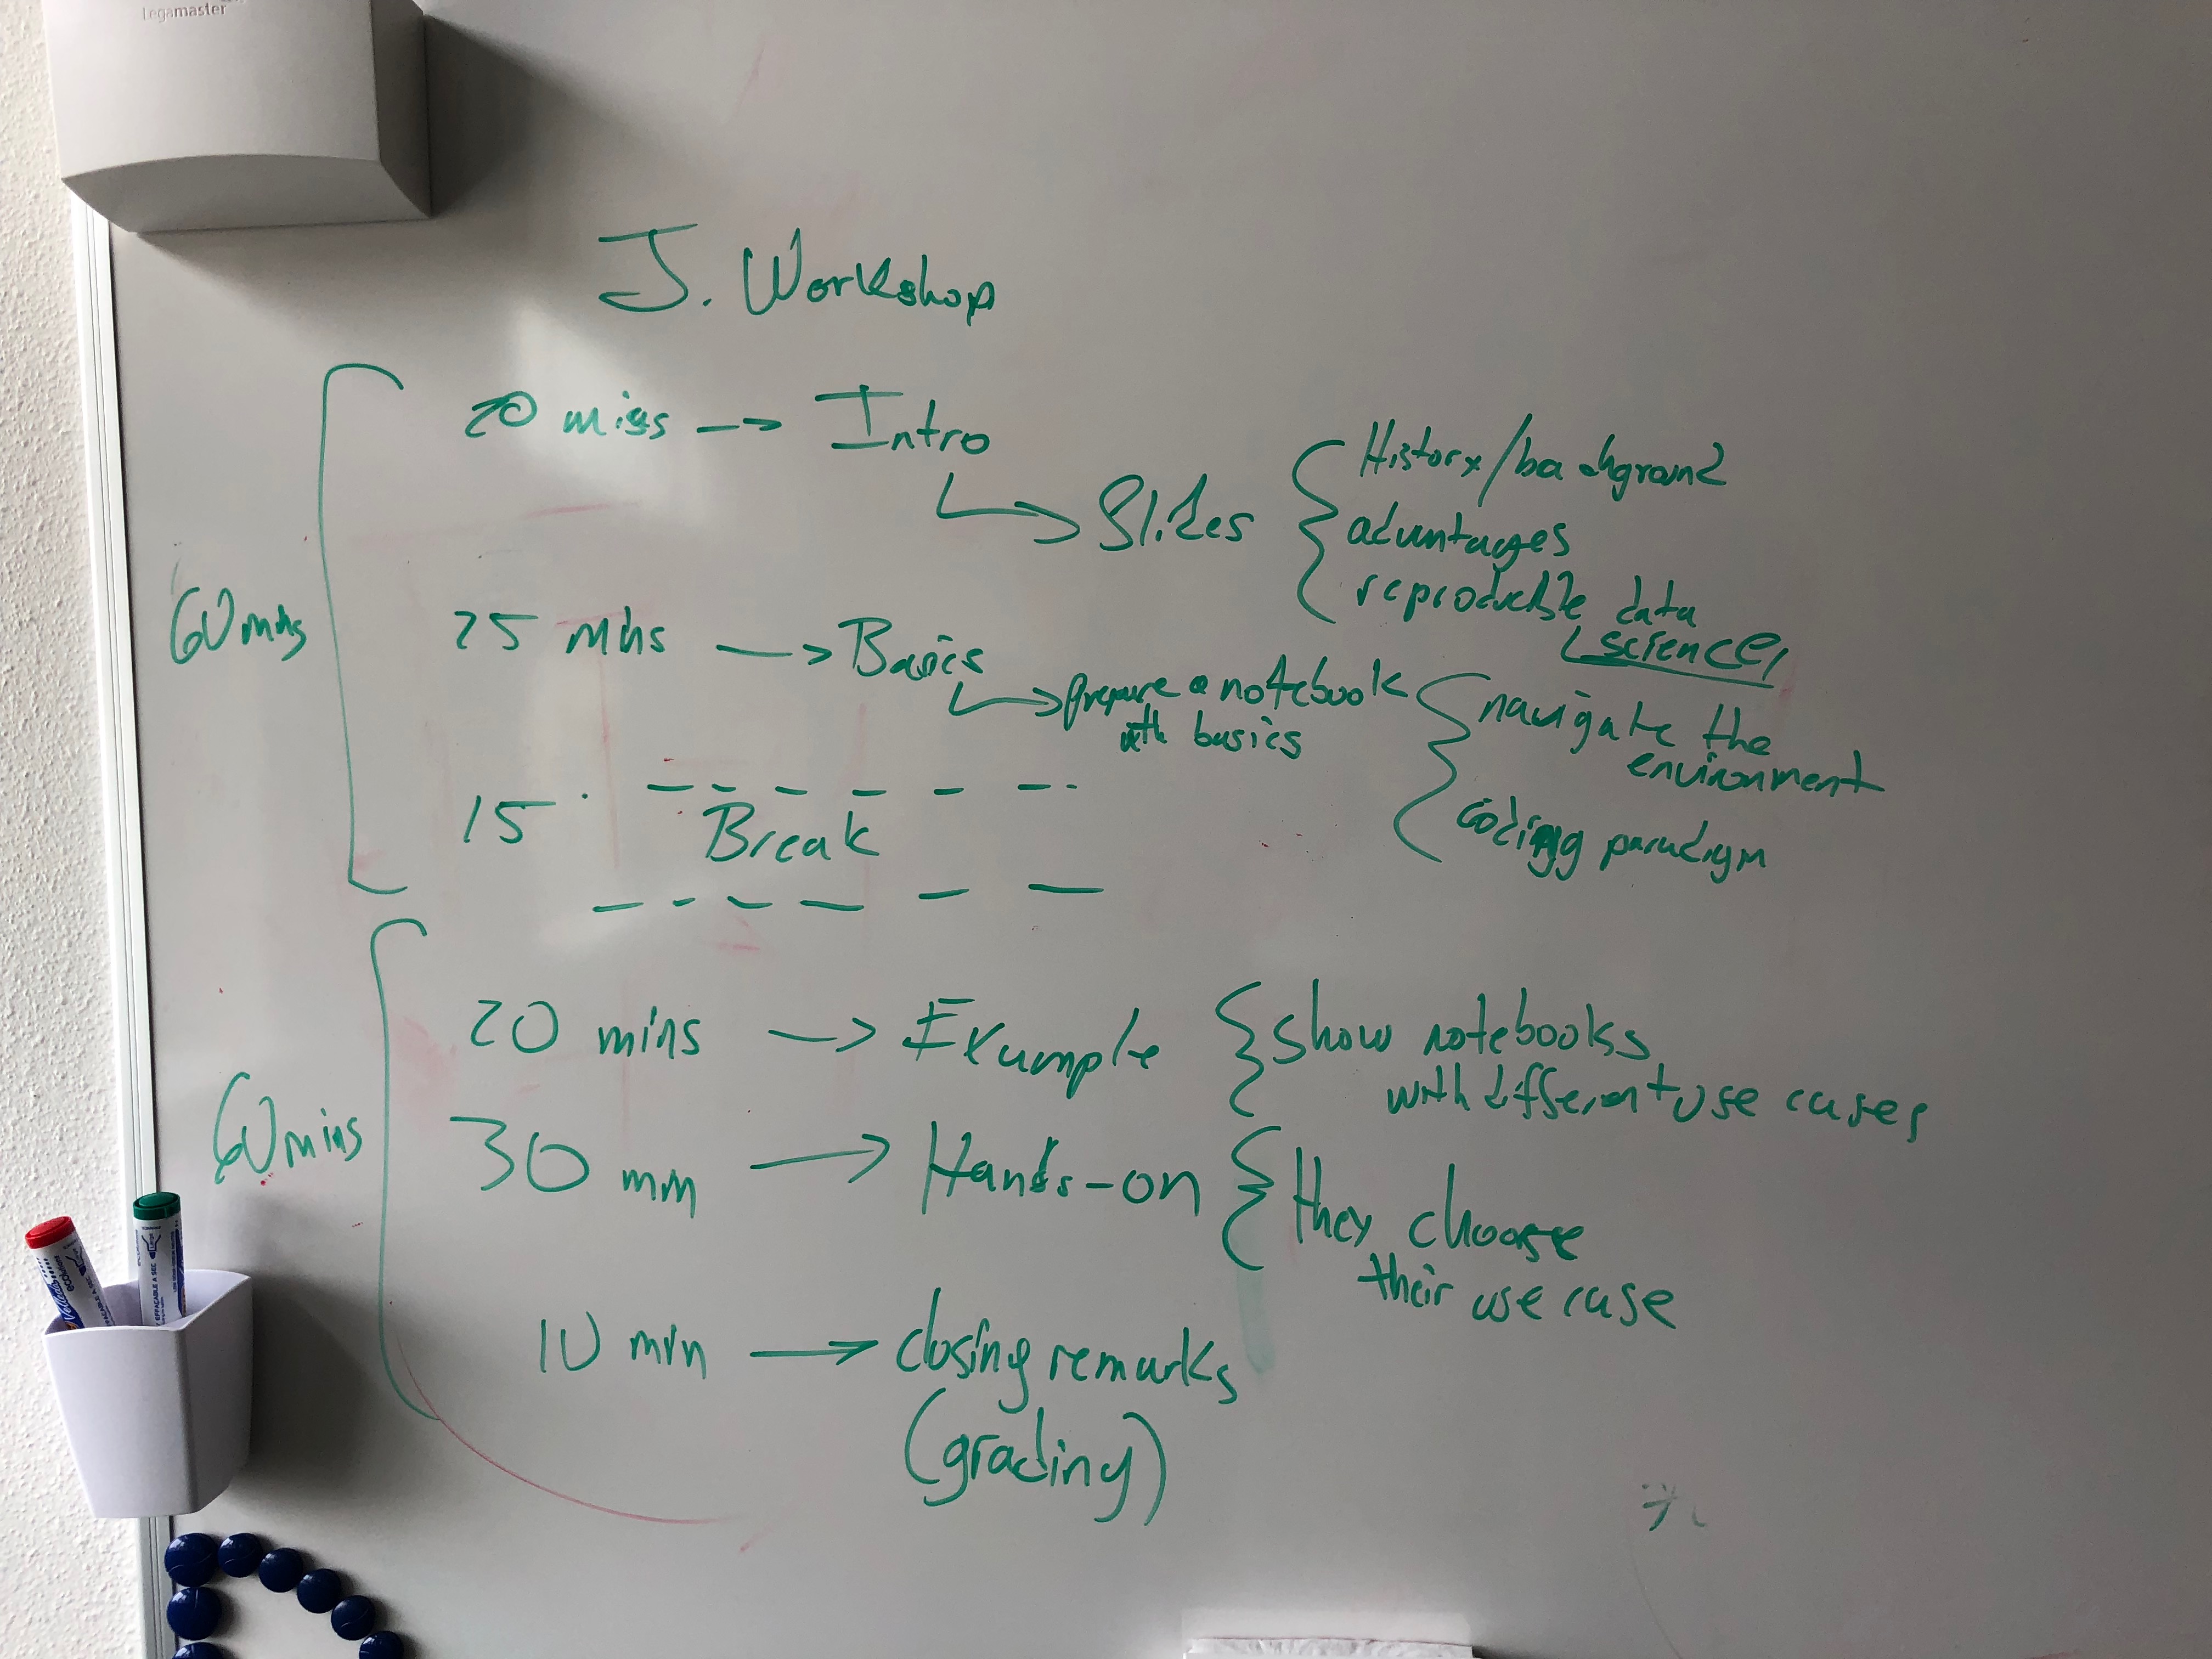 Legamaster
J. Workshop
20 mins --> Intro
Slides
History/background
advantages
reproducible data
science
60 mins
25 mins --> Basics
prepare a notebook
with basics
navigate the
environment
coding paradigm
15
Break
60 mins
20 mins --> Example
show notebooks
with different use cases
30 min --> Hands-on
they choose
their use case
10 min --> closing remarks
(grading)